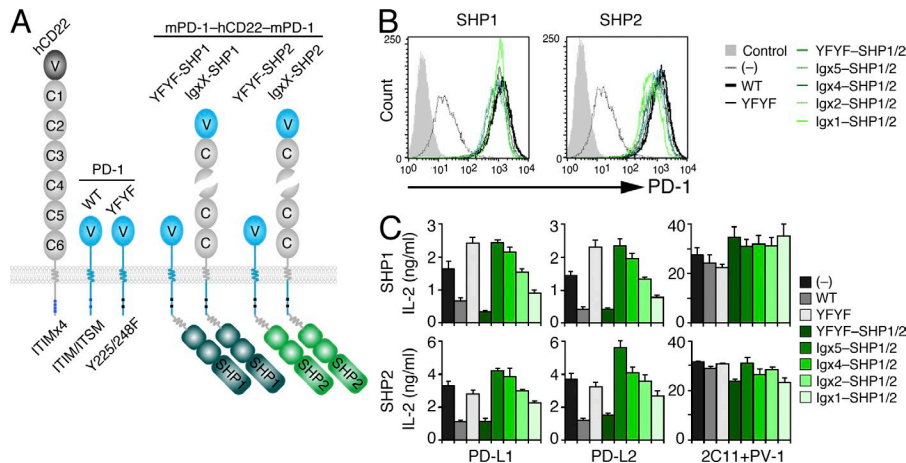 A
hCD22
V
C1
C2
C3
C4
C5
C6
ITIMx4
PD-1
WT
YFYF
V
V
ITIM/ITSM
Y225/248F
mPD-1–hCD22–mPD-1
YFYF-SHP1
IgxX-SHP1
YFYF-SHP2
IgxX-SHP2
V
V
C
C
C
V
V
C
C
C
SHP1
SHP1
SHP2
SHP2
B
SHP1
SHP2
250
250
Count
0
0
10⁰ 10¹ 10² 10³ 10⁴
10⁰ 10¹ 10² 10³ 10⁴
PD-1
Control
(–)
WT
YFYF
YFYF–SHP1/2
Igx5–SHP1/2
Igx4–SHP1/2
Igx2–SHP1/2
Igx1–SHP1/2
C
SHP1
IL-2 (ng/ml)
3
2
1
0
3
2
1
0
40
20
0
SHP2
IL-2 (ng/ml)
6
4
2
0
6
4
2
0
40
20
0
PD-L1
PD-L2
2C11+PV-1
(–)
WT
YFYF
YFYF–SHP1/2
Igx5–SHP1/2
Igx4–SHP1/2
Igx2–SHP1/2
Igx1–SHP1/2